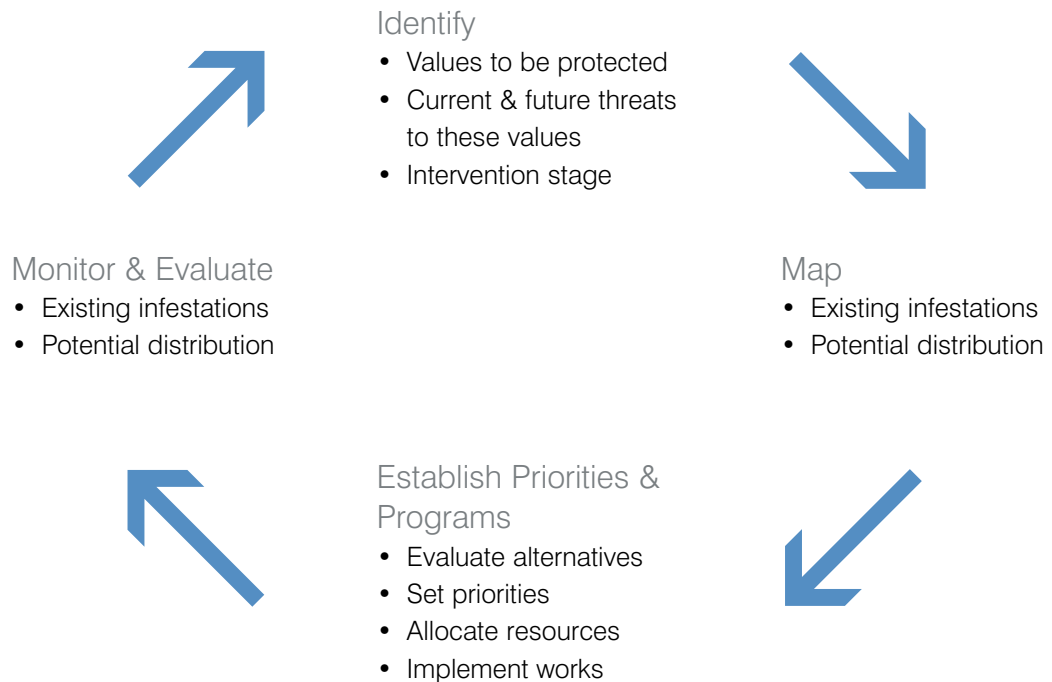 Identify
• Values to be protected
• Current & future threats
to these values
• Intervention stage
Map
• Existing infestations
• Potential distribution
Establish Priorities &
Programs
• Evaluate alternatives
• Set priorities
• Allocate resources
• Implement works
Monitor & Evaluate
• Existing infestations
• Potential distribution